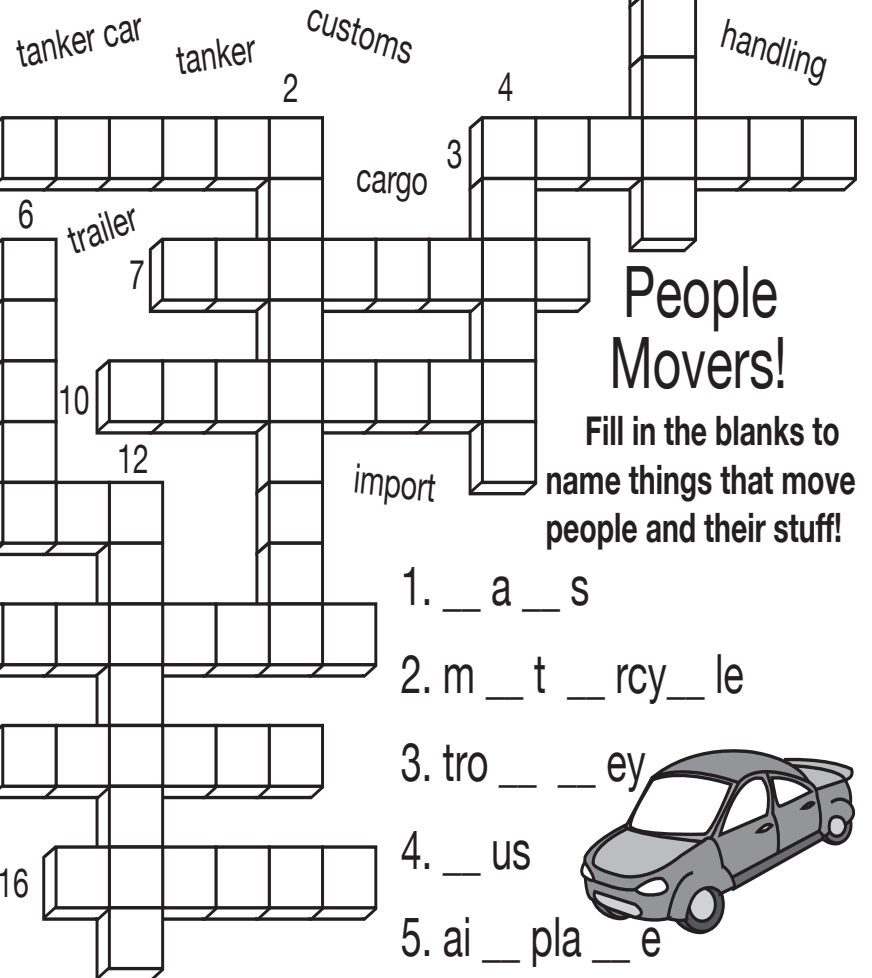 tanker car
tanker
customs
handling
2
4
3
cargo
6
trailer
7
People
Movers!
10
Fill in the blanks to
name things that move
people and their stuff!
12
import
1. __ a __ s
2. m __ t __ rcy__ le
3. tro __ __ ey
4. __ us
16
5. ai __ pla __ e